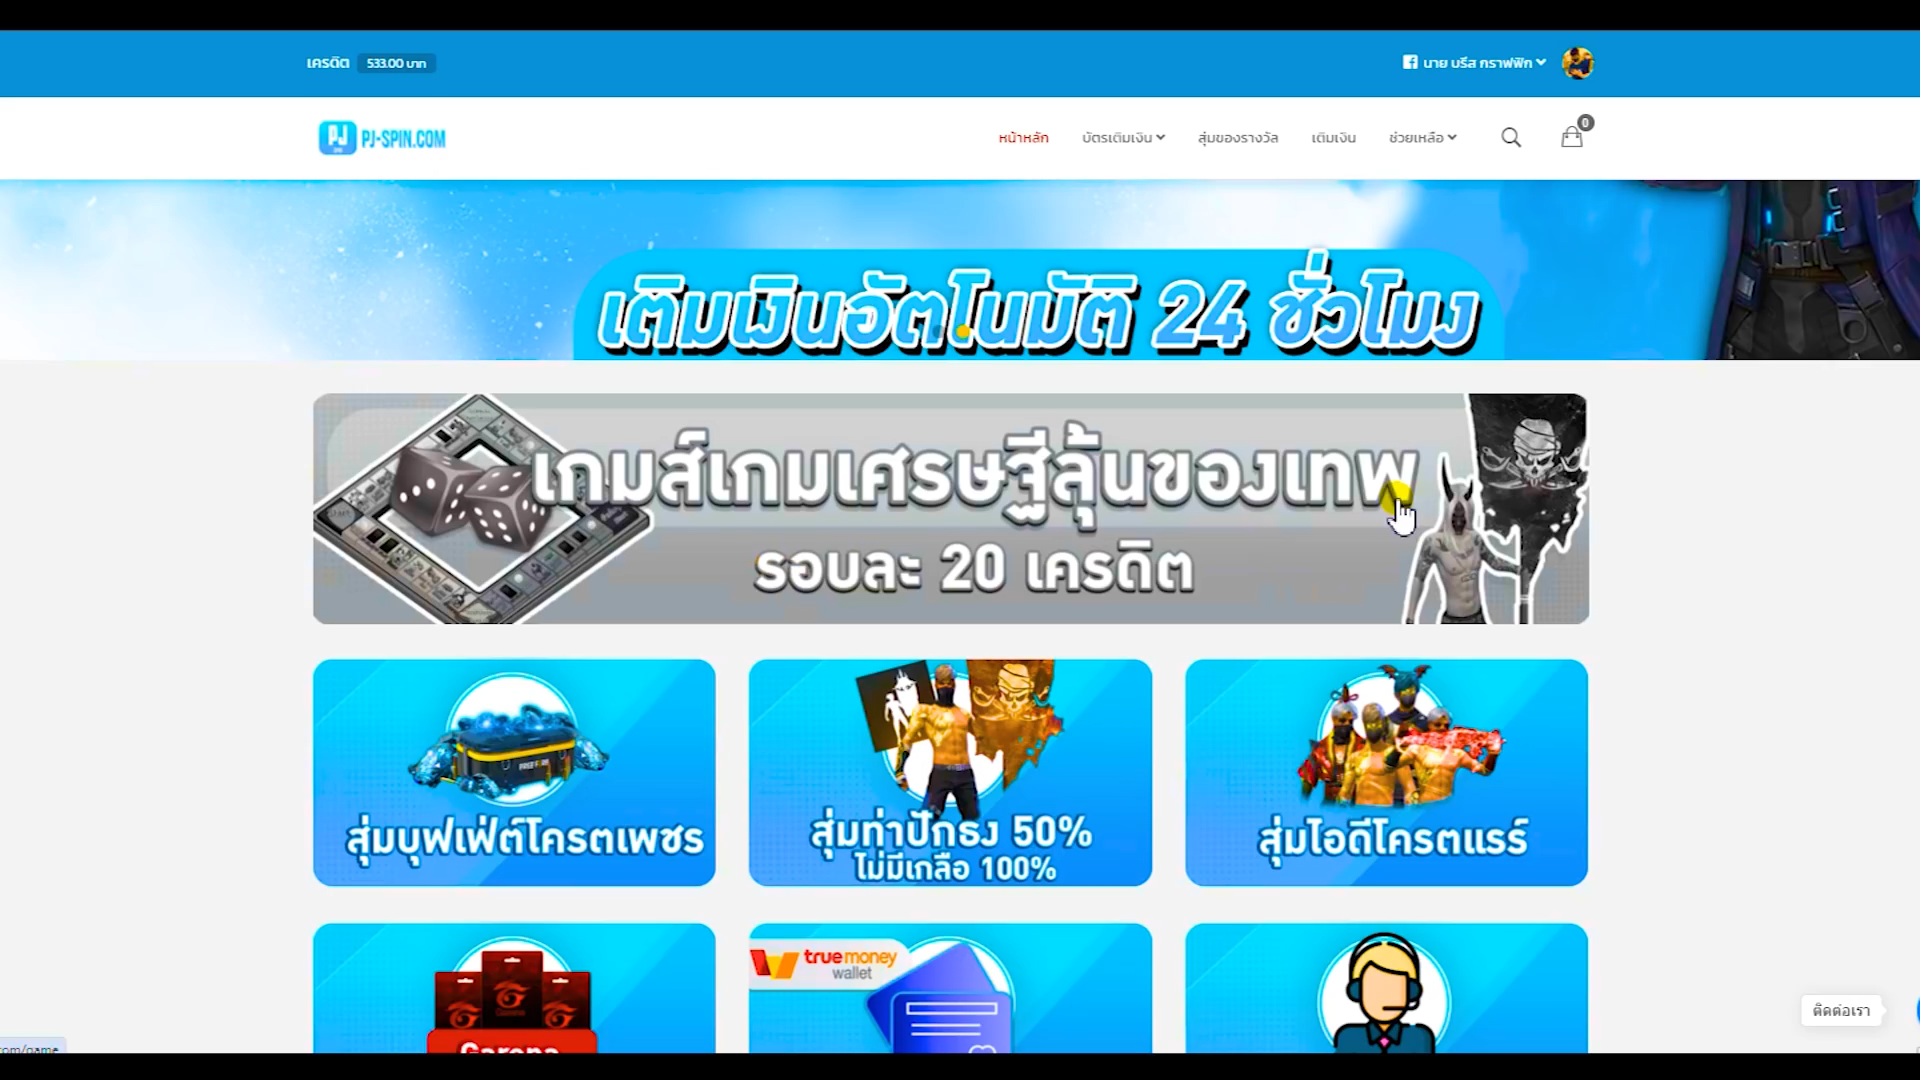 เครดิต 533.00 บาท
นาย บรีส กราฟฟิก
PJ PJ-SPIN.COM
หน้าหลัก บัตรเติมเงิน สุ่มของรางวัล เติมเงิน ช่วยเหลือ 0
เติมเงินอัตโนมัติ 24 ชั่วโมง
เกมส์เกมเศรษฐีลุ้นของเทพ
รอบละ 20 เครดิต
FREE FIRE
สุ่มบุฟเฟ่ต์โครตเพชร
สุ่มท่าปักธง 50%
ไม่มีเกลือ 100%
สุ่มไอดีโครตแรร์
Garena
truemoney
wallet
ติดต่อเรา
com/game